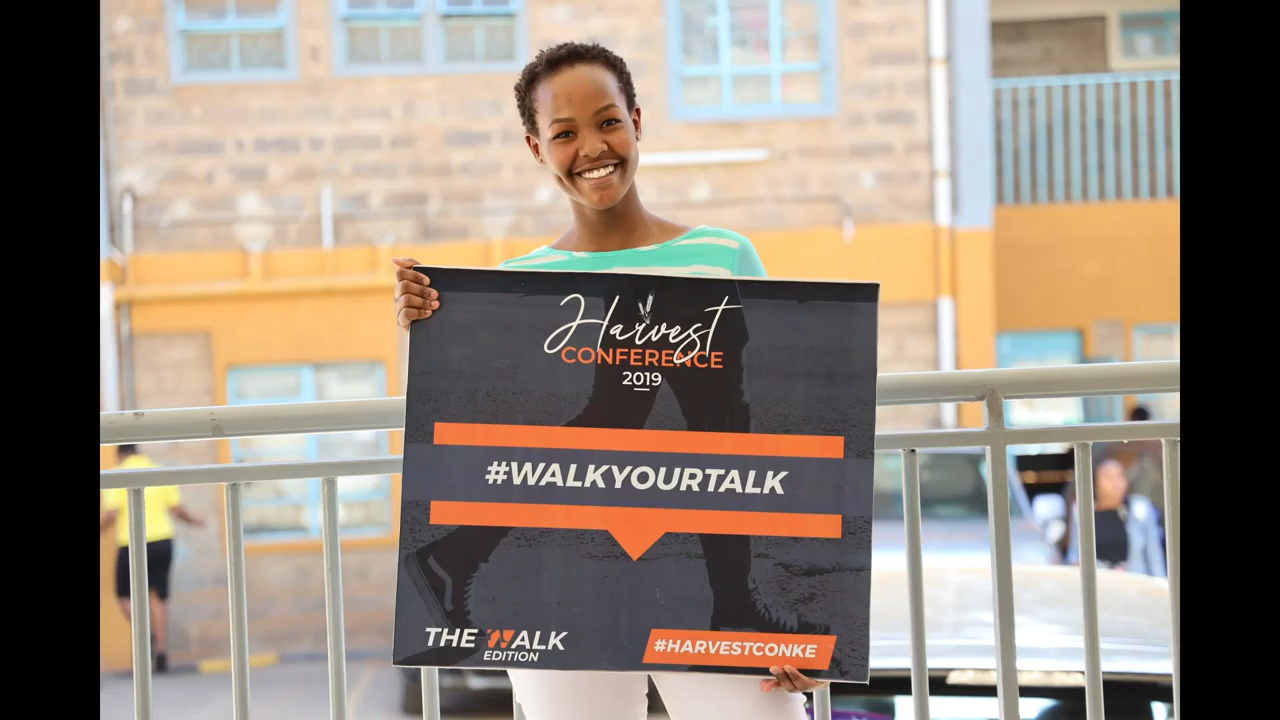 Harvest
CONFERENCE
2019
#WALKYOURTALK
THE WALK
EDITION
#HARVESTCONKE